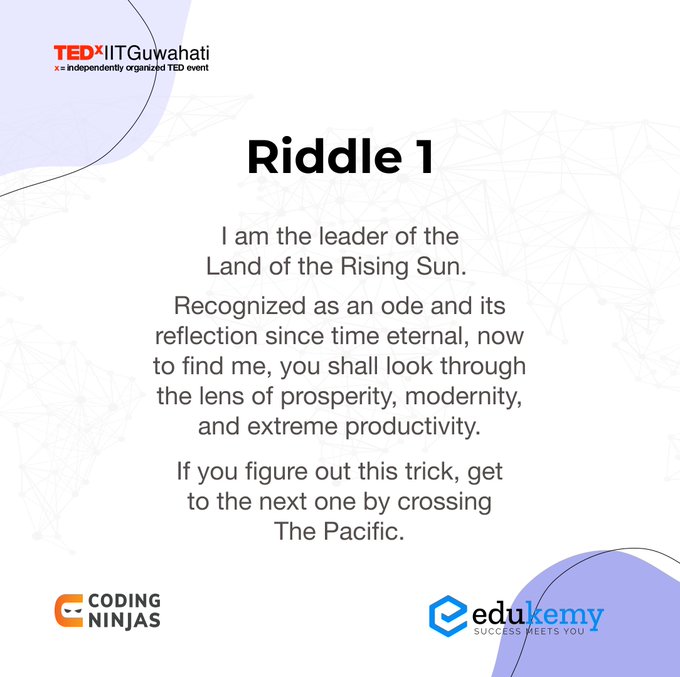 TEDxIITGuwahati
x = independently organized TED event
Riddle 1
I am the leader of the
Land of the Rising Sun.
Recognized as an ode and its
reflection since time eternal, now
to find me, you shall look through
the lens of prosperity, modernity,
and extreme productivity.
If you figure out this trick, get
to the next one by crossing
The Pacific.
CODING
NINJAS
edukemy
SUCCESS MEETS YOU